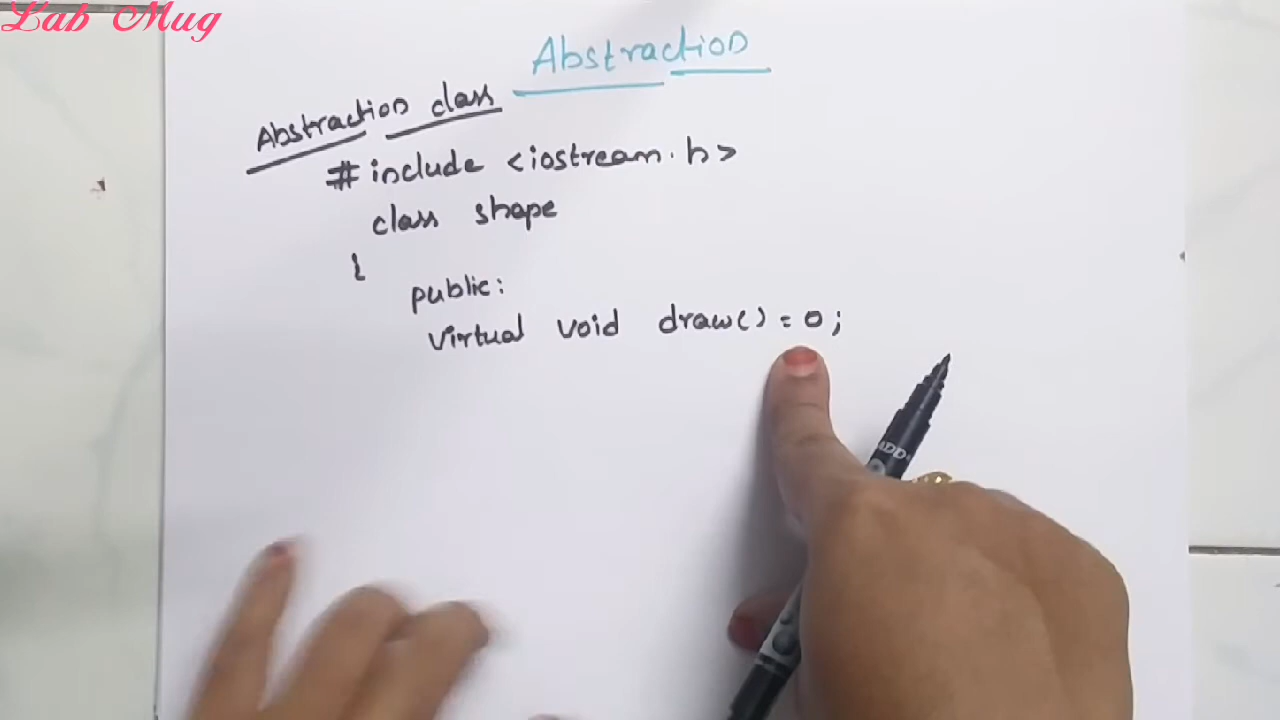 Lab Mug
Abstraction
Abstraction class
# include <iostream.h>
class shape
{
public:
virtual void draw() = 0;